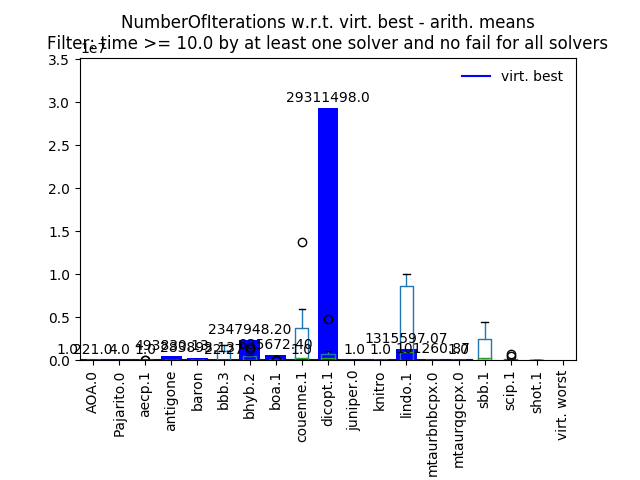 NumberOfIterations w.r.t. virt. best - arith. means
Filter: time >= 10.0 by at least one solver and no fail for all solvers
1e7
3.5
3.0
2.5
2.0
1.5
1.0
0.5
0.0
virt. best
29311498.0
2347948.20
1315597.07
1.0
221.0
4.0
1.0
1.0
1.0
1.0
1.0
AOA.0
Pajarito.0
aecp.1
antigone
baron
bbb.3
bhyb.2
boa.1
couenne.1
dicopt.1
juniper.0
knitro
lindo.1
mtaurbnbcpx.0
mtaurqgcpx.0
sbb.1
scip.1
shot.1
virt. worst